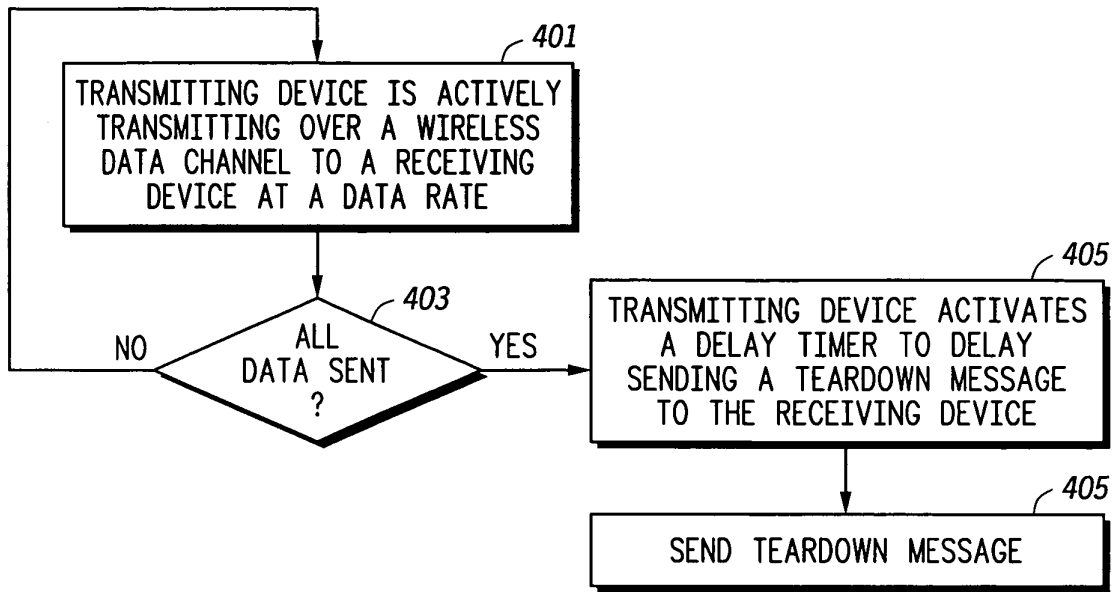 401
TRANSMITTING DEVICE IS ACTIVELY
TRANSMITTING OVER A WIRELESS
DATA CHANNEL TO A RECEIVING
DEVICE AT A DATA RATE
403
ALL
DATA SENT
?
NO
YES
405
TRANSMITTING DEVICE ACTIVATES
A DELAY TIMER TO DELAY
SENDING A TEARDOWN MESSAGE
TO THE RECEIVING DEVICE
405
SEND TEARDOWN MESSAGE